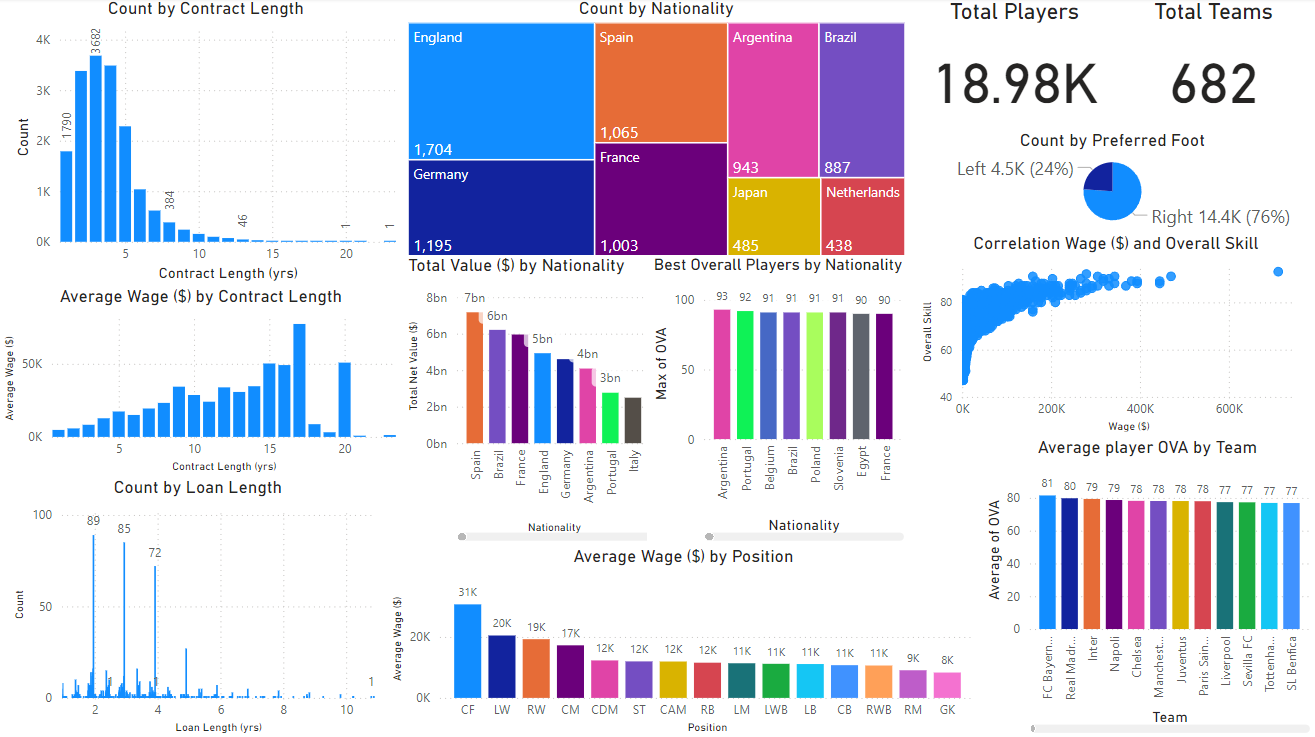 Count by Contract Length
Count
4K
3K
2K
1K
0K
1790
3682
384
46
1
1
5
10
15
20
Contract Length (yrs)
Average Wage ($) by Contract Length
Average Wage ($)
50K
0K
5
10
15
20
Contract Length (yrs)
Count by Loan Length
Count
100
50
0
89
85
72
1
1
1
2
4
6
8
10
Loan Length (yrs)
Count by Nationality
England
1,704
Germany
1,195
Spain
1,065
France
1,003
Argentina
943
Brazil
887
Japan
485
Netherlands
438
Total Value ($) by Nationality
Total Net Value ($)
8bn
6bn
4bn
2bn
0bn
7bn
6bn
5bn
4bn
3bn
Spain
Brazil
France
England
Germany
Argentina
Portugal
Italy
Nationality
Best Overall Players by Nationality
Max of OVA
100
50
0
93
92
91
91
91
91
90
90
Argentina
Portugal
Belgium
Brazil
Poland
Slovenia
Egypt
France
Nationality
Average Wage ($) by Position
Average Wage ($)
20K
0K
31K
20K
19K
17K
12K
12K
12K
12K
11K
11K
11K
11K
11K
9K
8K
CF
LW
RW
CM
CDM
ST
CAM
RB
LM
LWB
LB
CB
RWB
RM
GK
Position
Total Players
18.98K
Total Teams
682
Count by Preferred Foot
Left 4.5K (24%)
Right 14.4K (76%)
Correlation Wage ($) and Overall Skill
Overall Skill
80
60
40
0K
200K
400K
600K
Wage ($)
Average player OVA by Team
Average of OVA
80
60
40
20
0
81
80
79
79
78
78
78
78
77
77
77
77
FC Bayern...
Real Madr...
Inter
Napoli
Chelsea
Manchest...
Juventus
Paris Sain...
Liverpool
Sevilla FC
Tottenha...
SL Benfica
Team